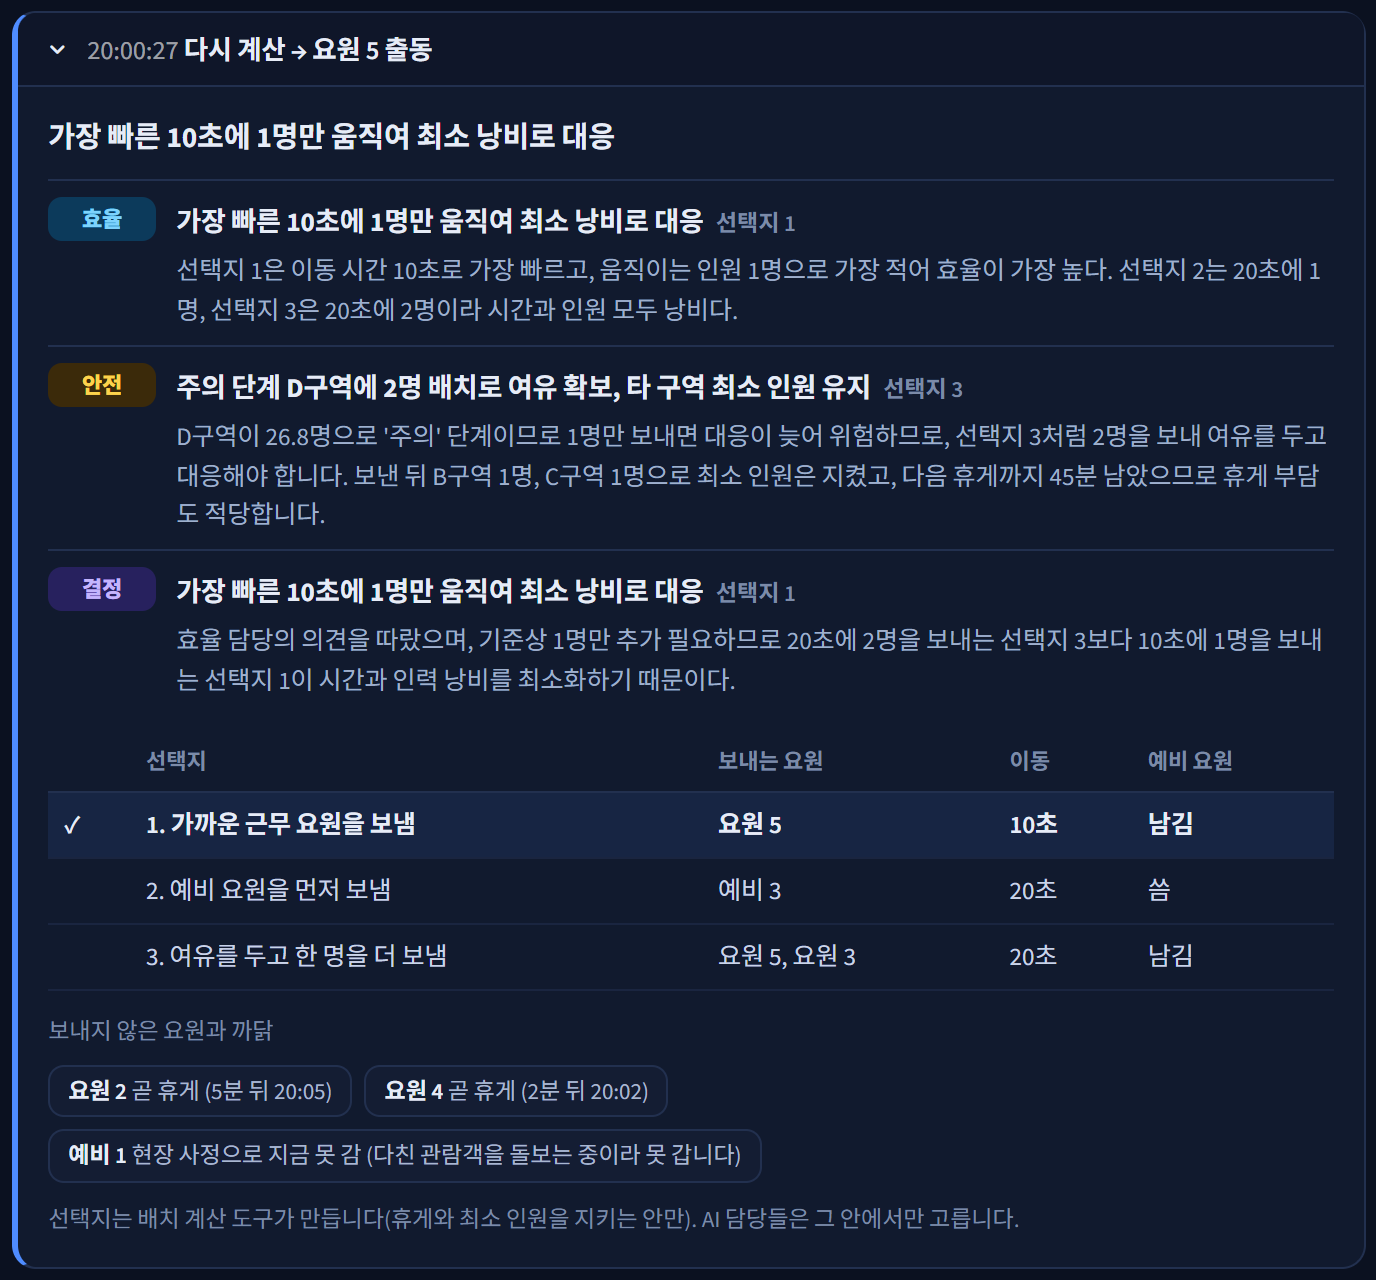 20:00:27 다시 계산 → 요원 5 출동
가장 빠른 10초에 1명만 움직여 최소 낭비로 대응
효율 가장 빠른 10초에 1명만 움직여 최소 낭비로 대응 선택지 1
선택지 1은 이동 시간 10초로 가장 빠르고, 움직이는 인원 1명으로 가장 적어 효율이 가장 높다. 선택지 2는 20초에 1
명, 선택지 3은 20초에 2명이라 시간과 인원 모두 낭비다.
안전 주의 단계 D구역에 2명 배치로 여유 확보, 타 구역 최소 인원 유지 선택지 3
D구역이 26.8명으로 '주의' 단계이므로 1명만 보내면 대응이 늦어 위험하므로, 선택지 3처럼 2명을 보내 여유를 두고
대응해야 합니다. 보낸 뒤 B구역 1명, C구역 1명으로 최소 인원은 지켰고, 다음 휴게까지 45분 남았으므로 휴게 부담
도 적당합니다.
결정 가장 빠른 10초에 1명만 움직여 최소 낭비로 대응 선택지 1
효율 담당의 의견을 따랐으며, 기준상 1명만 추가 필요하므로 20초에 2명을 보내는 선택지 3보다 10초에 1명을 보내
는 선택지 1이 시간과 인력 낭비를 최소화하기 때문이다.
선택지 보내는 요원 이동 예비 요원
✓ 1. 가까운 근무 요원을 보냄 요원 5 10초 남김
2. 예비 요원을 먼저 보냄 예비 3 20초 씀
3. 여유를 두고 한 명을 더 보냄 요원 5, 요원 3 20초 남김
보내지 않은 요원과 까닭
요원 2 곧 휴게 (5분 뒤 20:05) 요원 4 곧 휴게 (2분 뒤 20:02)
예비 1 현장 사정으로 지금 못 감 (다친 관람객을 돌보는 중이라 못 갑니다)
선택지는 배치 계산 도구가 만듭니다(휴게와 최소 인원을 지키는 안만). AI 담당들은 그 안에서만 고릅니다.